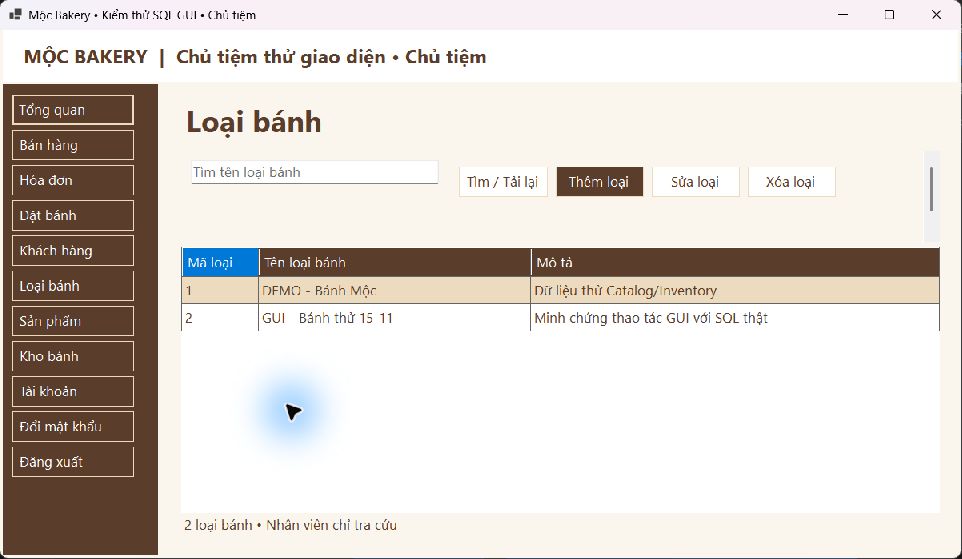 Mộc Bakery • Kiểm thử SQL GUI • Chủ tiệm
MỘC BAKERY | Chủ tiệm thử giao diện • Chủ tiệm
Tổng quan
Bán hàng
Hóa đơn
Đặt bánh
Khách hàng
Loại bánh
Sản phẩm
Kho bánh
Tài khoản
Đổi mật khẩu
Đăng xuất
Loại bánh
Tìm tên loại bánh
Tìm / Tải lại
Thêm loại
Sửa loại
Xóa loại
Mã loại Tên loại bánh Mô tả
1 DEMO - Bánh Mộc Dữ liệu thử Catalog/Inventory
2 GUI - Bánh thử 15-11 Minh chứng thao tác GUI với SQL thật
2 loại bánh • Nhân viên chỉ tra cứu